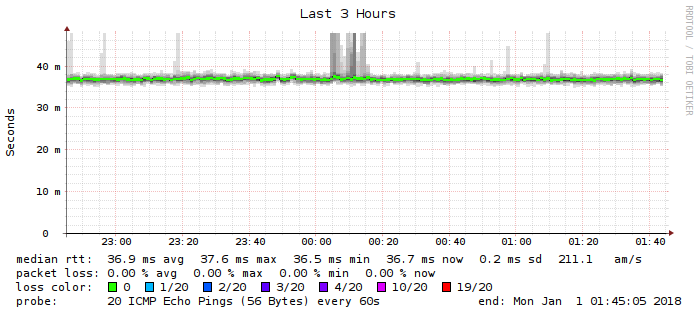 Last 3 Hours
RRDTOOL / TOBI OETIKER
Seconds
40 m
30 m
20 m
10 m
0
23:00 23:20 23:40 00:00 00:20 00:40 01:00 01:20 01:40
median rtt: 36.9 ms avg 37.6 ms max 36.5 ms min 36.7 ms now 0.2 ms sd 211.1 am/s
packet loss: 0.00 % avg 0.00 % max 0.00 % min 0.00 % now
loss color: 0 1/20 2/20 3/20 4/20 10/20 19/20
probe: 20 ICMP Echo Pings (56 Bytes) every 60s end: Mon Jan 1 01:45:05 2018